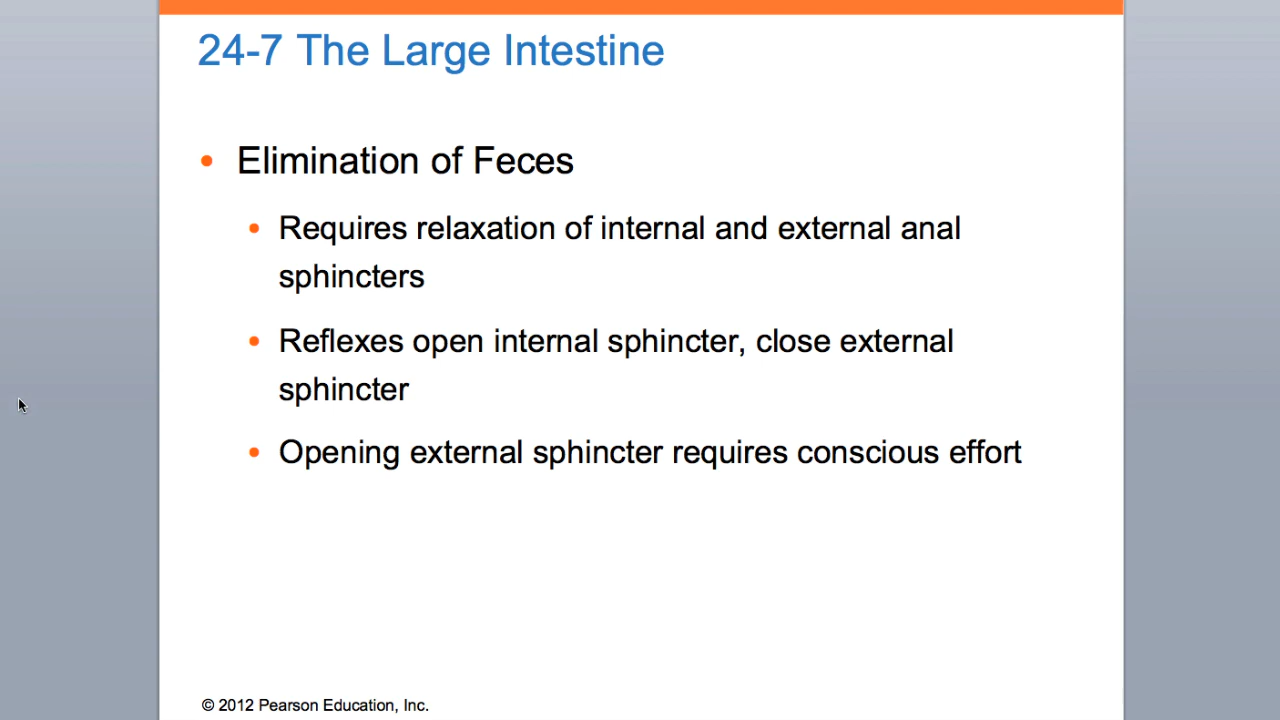 24-7 The Large Intestine
• Elimination of Feces
• Requires relaxation of internal and external anal
sphincters
• Reflexes open internal sphincter, close external
sphincter
• Opening external sphincter requires conscious effort
© 2012 Pearson Education, Inc.